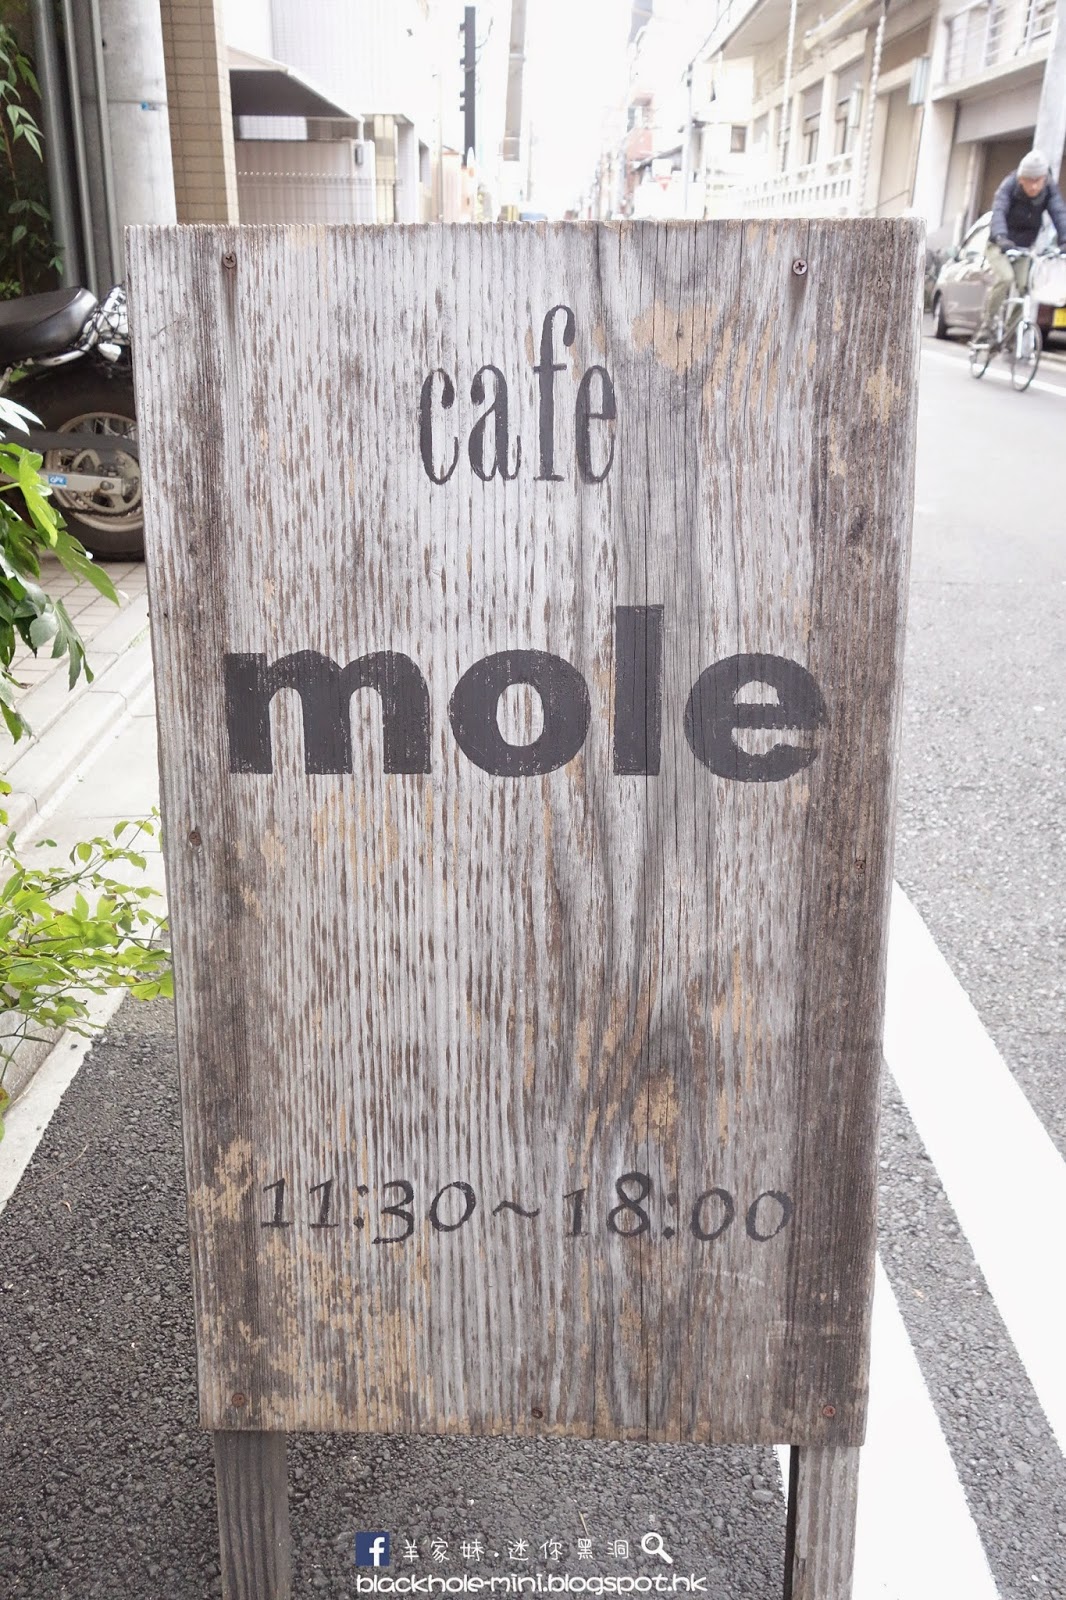 cafe
mole
11:30~18:00
羊家妹.迷你黑洞
blackhole-mini.blogspot.hk